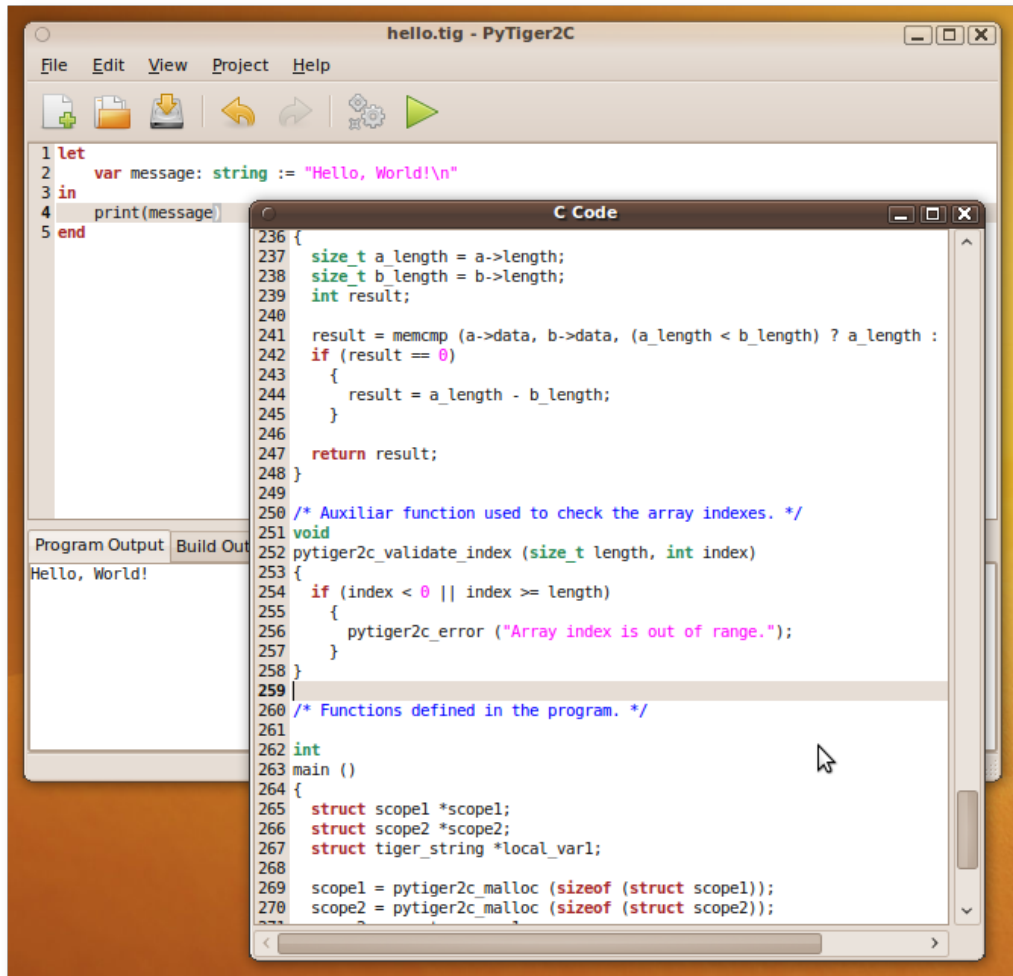 hello.tig - PyTiger2C
File Edit View Project Help
1 let
2 var message: string := "Hello, World!\n"
3 in
4 print(message)
5 end
Program Output Build Out
Hello, World!
C Code
236 {
237 size_t a_length = a->length;
238 size_t b_length = b->length;
239 int result;
240
241 result = memcmp (a->data, b->data, (a_length < b_length) ? a_length :
242 if (result == 0)
243 {
244 result = a_length - b_length;
245 }
246
247 return result;
248 }
249
250 /* Auxiliar function used to check the array indexes. */
251 void
252 pytiger2c_validate_index (size_t length, int index)
253 {
254 if (index < 0 || index >= length)
255 {
256 pytiger2c_error ("Array index is out of range.");
257 }
258 }
259
260 /* Functions defined in the program. */
261
262 int
263 main ()
264 {
265 struct scope1 *scope1;
266 struct scope2 *scope2;
267 struct tiger_string *local_var1;
268
269 scope1 = pytiger2c_malloc (sizeof (struct scope1));
270 scope2 = pytiger2c_malloc (sizeof (struct scope2));